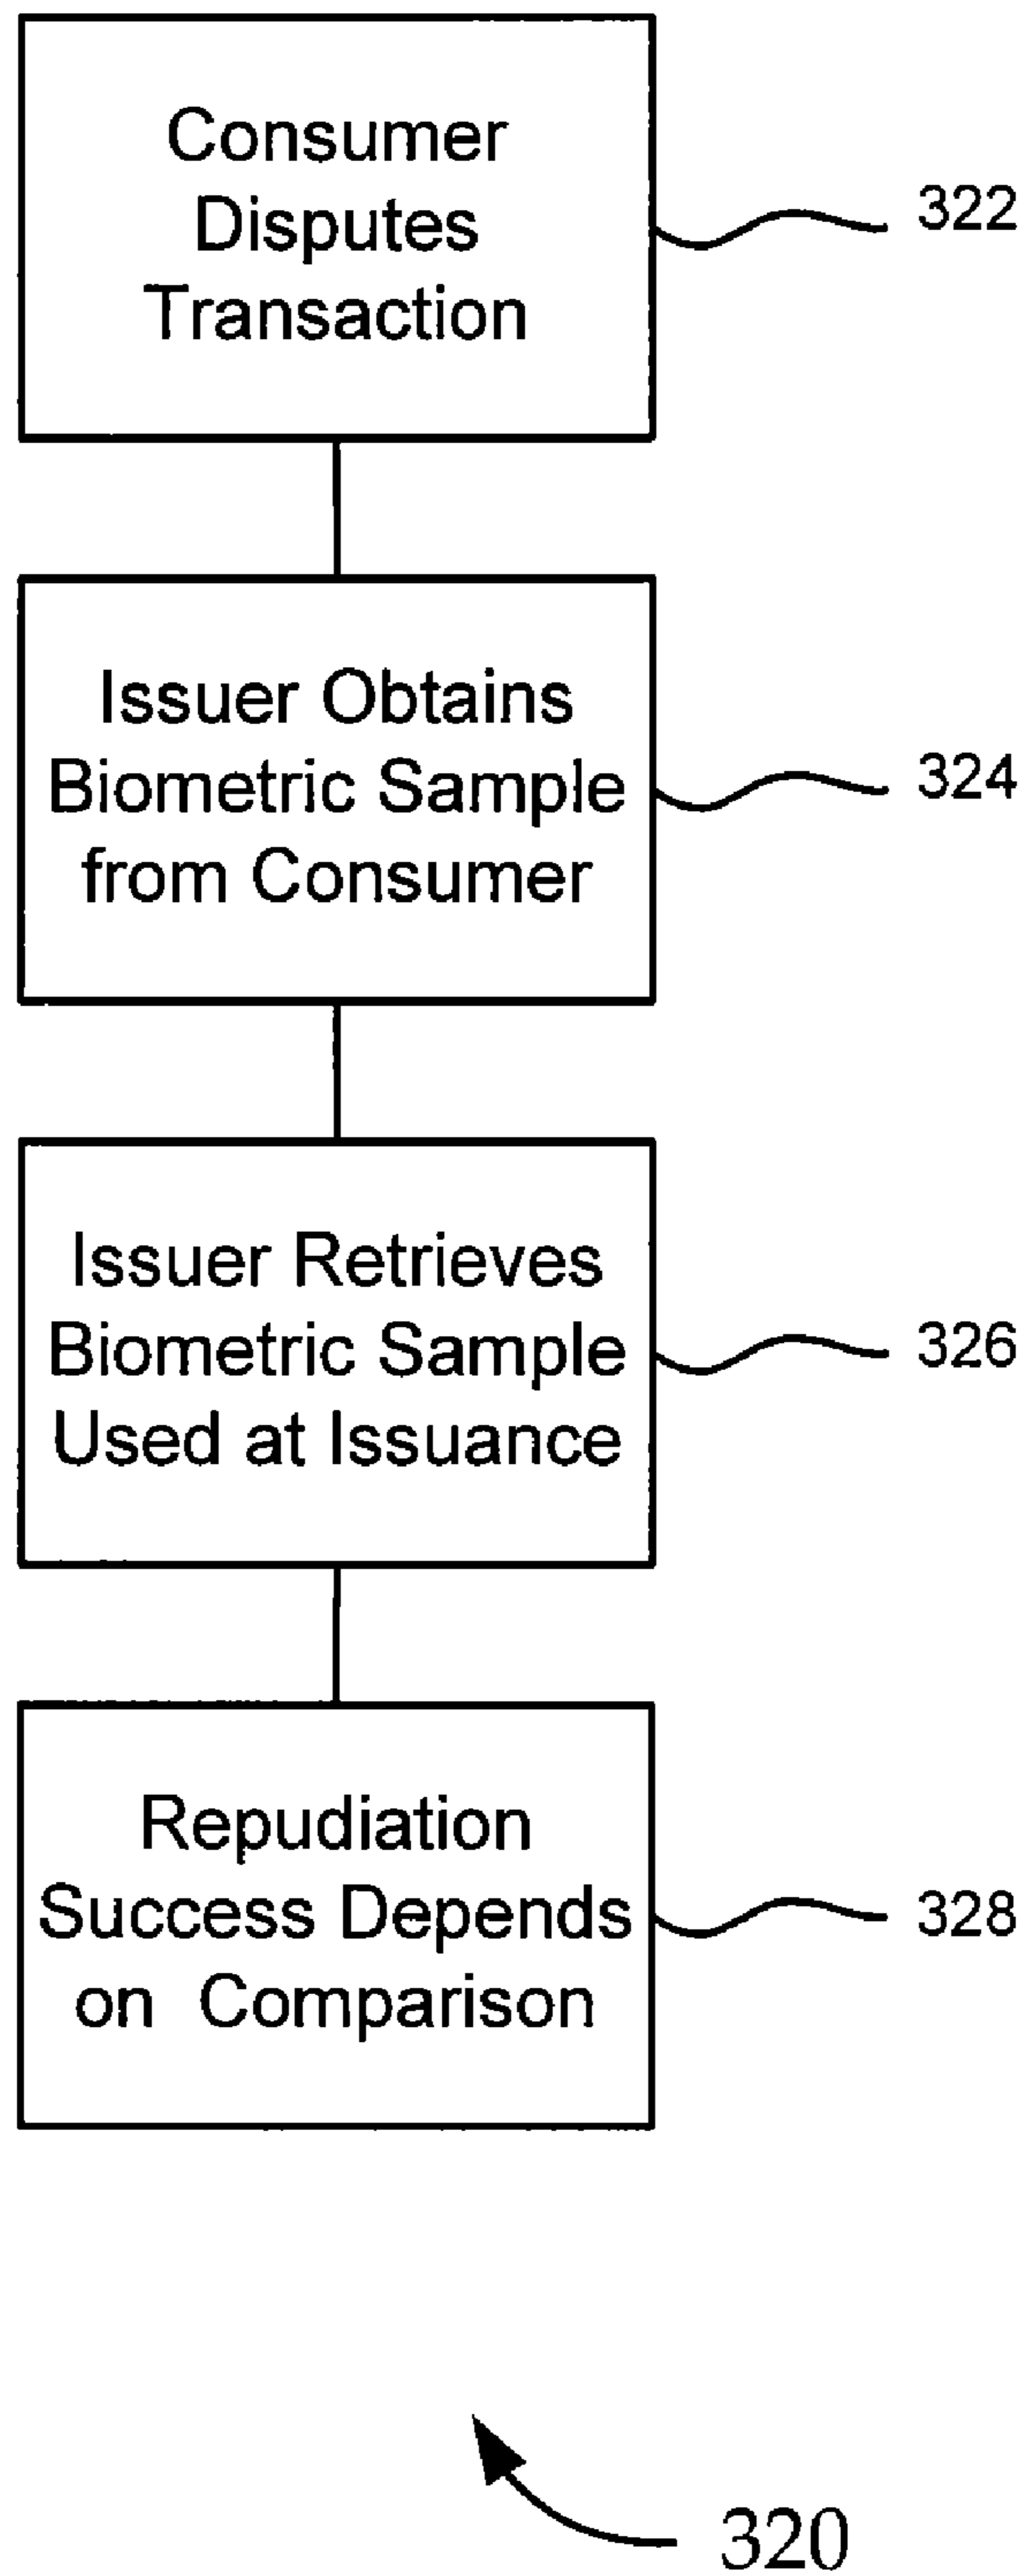 Consumer
Disputes
Transaction
322
Issuer Obtains
Biometric Sample
from Consumer
324
Issuer Retrieves
Biometric Sample
Used at Issuance
326
Repudiation
Success Depends
on Comparison
328
320